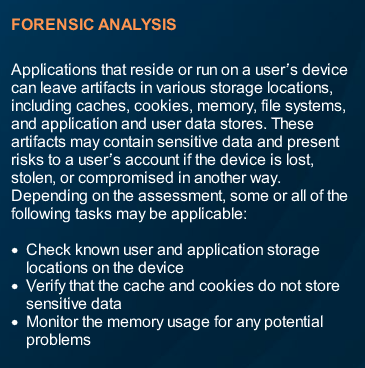 FORENSIC ANALYSIS
Applications that reside or run on a user's device
can leave artifacts in various storage locations,
including caches, cookies, memory, file systems,
and application and user data stores. These
artifacts may contain sensitive data and present
risks to a user's account if the device is lost,
stolen, or compromised in another way.
Depending on the assessment, some or all of the
following tasks may be applicable:
• Check known user and application storage
locations on the device
• Verify that the cache and cookies do not store
sensitive data
• Monitor the memory usage for any potential
problems